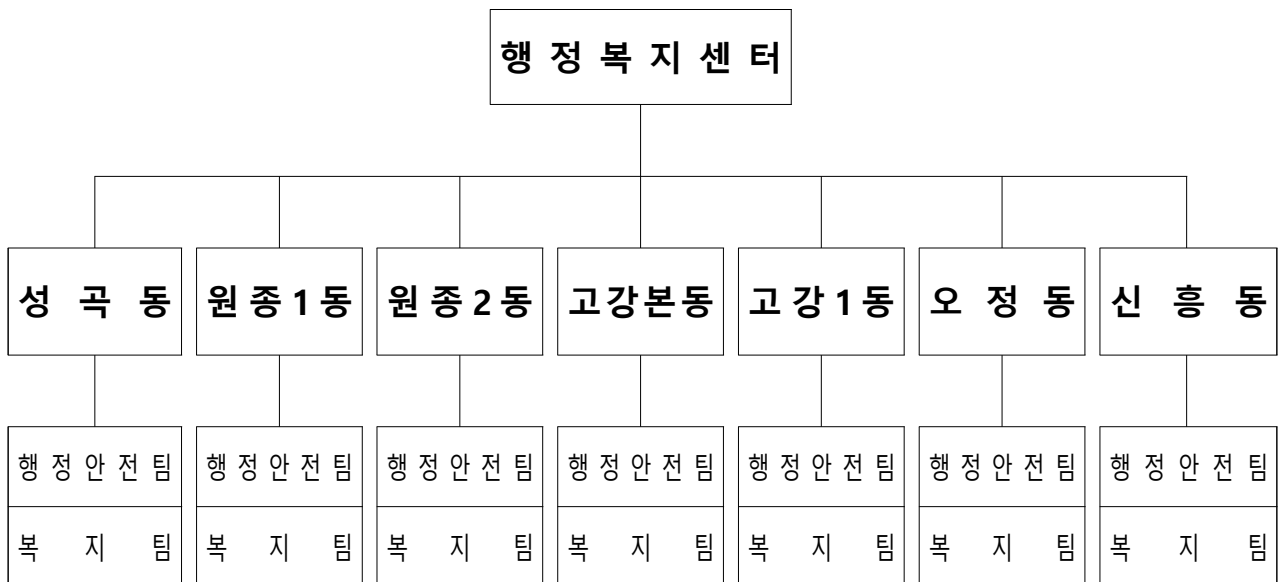 행정복지센터
성곡동 원종1동 원종2동 고강본동 고강1동 오정동 신흥동
행정안전팀 행정안전팀 행정안전팀 행정안전팀 행정안전팀 행정안전팀 행정안전팀
복지팀 복지팀 복지팀 복지팀 복지팀 복지팀 복지팀